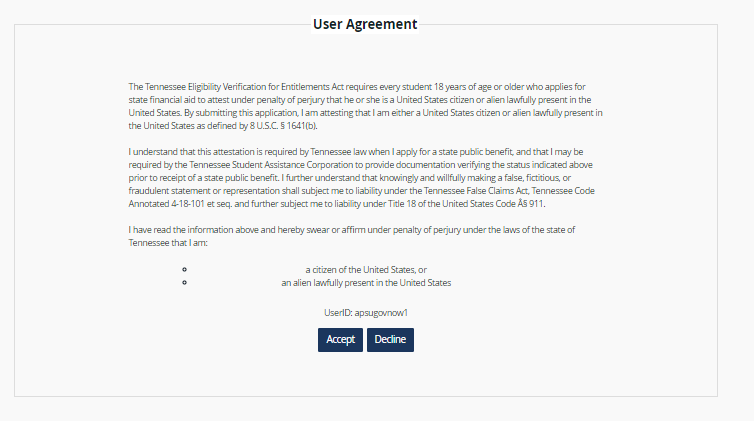 User Agreement
The Tennessee Eligibility Verification for Entitlements Act requires every student 18 years of age or older who applies for
state financial aid to attest under penalty of perjury that he or she is a United States citizen or alien lawfully present in the
United States. By submitting this application, I am attesting that I am either a United States citizen or alien lawfully present in
the United States as defined by 8 U.S.C. § 1641(b).
I understand that this attestation is required by Tennessee law when I apply for a state public benefit, and that I may be
required by the Tennessee Student Assistance Corporation to provide documentation verifying the status indicated above
prior to receipt of a state public benefit. I further understand that knowingly and willfully making a false, fictitious, or
fraudulent statement or representation shall subject me to liability under the Tennessee False Claims Act, Tennessee Code
Annotated 4-18-101 et seq. and further subject me to liability under Title 18 of the United States Code Â§ 911.
I have read the information above and hereby swear or affirm under penalty of perjury under the laws of the state of
Tennessee that I am:
a citizen of the United States, or
an alien lawfully present in the United States
UserID: apsugovnow1
Accept Decline